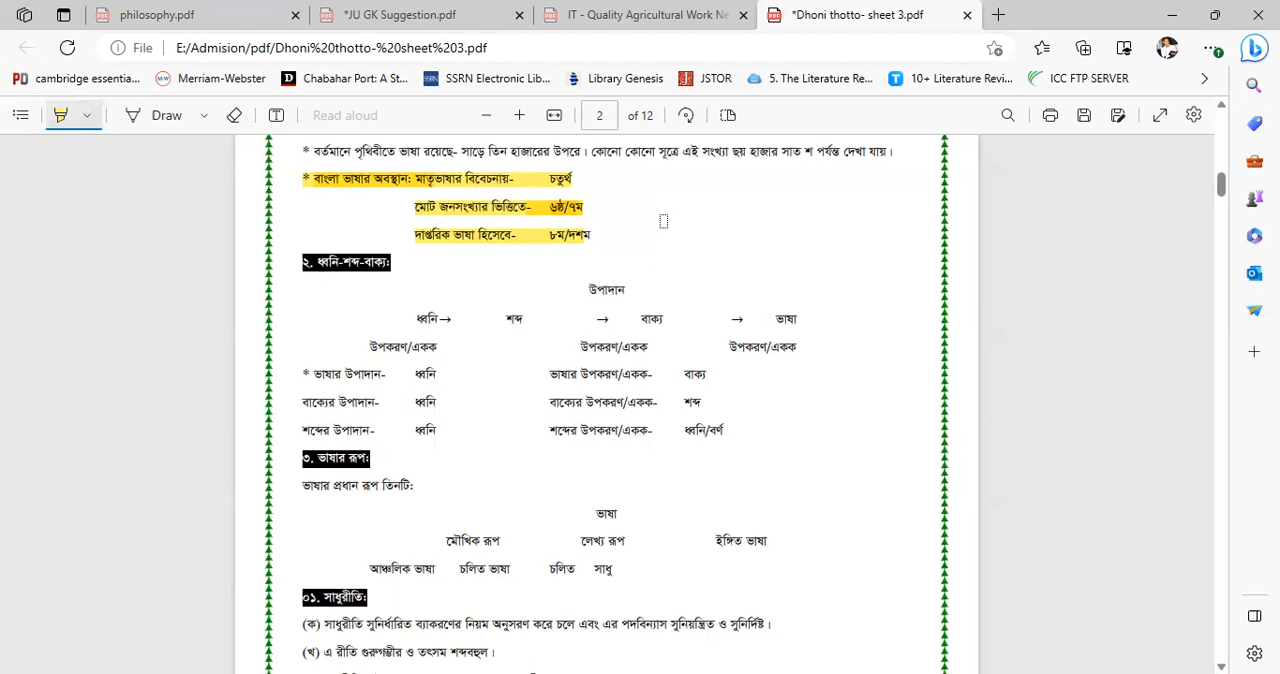 philosophy.pdf *JU GK Suggestion.pdf IT - Quality Agricultural Work Ne *Dhoni thotto- sheet 3.pdf
File E:/Admision/pdf/Dhoni%20thotto-%20sheet%203.pdf
cambridge essentia... Merriam-Webster Chabahar Port: A St... SSRN Electronic Lib... Library Genesis JSTOR 5. The Literature Re... 10+ Literature Revi... ICC FTP SERVER
Draw Read aloud 2 of 12
* বর্তমানে পৃথিবীতে ভাষা রয়েছে- সাড়ে তিন হাজারের উপরে। কোনো কোনো সূত্রে এই সংখ্যা ছয় হাজার সাত শ পর্যন্ত দেখা যায়।
* বাংলা ভাষার অবস্থান: মাতৃভাষার বিবেচনায়- চতুর্থ
মোট জনসংখ্যার ভিত্তিতে- ৬ষ্ঠ/৭ম
দাপ্তরিক ভাষা হিসেবে- ৮ম/দশম
২. ধ্বনি-শব্দ-বাক্য:
উপাদান
ধ্বনি→ শব্দ → বাক্য → ভাষা
উপকরণ/একক উপকরণ/একক উপকরণ/একক
* ভাষার উপাদান- ধ্বনি ভাষার উপকরণ/একক- বাক্য
বাক্যের উপাদান- ধ্বনি বাক্যের উপকরণ/একক- শব্দ
শব্দের উপাদান- ধ্বনি শব্দের উপকরণ/একক- ধ্বনি/বর্ণ
৩. ভাষার রূপ:
ভাষার প্রধান রূপ তিনটি:
ভাষা
মৌখিক রূপ লেখ্য রূপ ইঙ্গিত ভাষা
আঞ্চলিক ভাষা চলিত ভাষা চলিত সাধু
০১. সাধুরীতি:
(ক) সাধুরীতি সুনির্ধারিত ব্যাকরণের নিয়ম অনুসরণ করে চলে এবং এর পদবিন্যাস সুনিয়ন্ত্রিত ও সুনির্দিষ্ট।
(খ) এ রীতি গুরুগম্ভীর ও তৎসম শব্দবহুল।